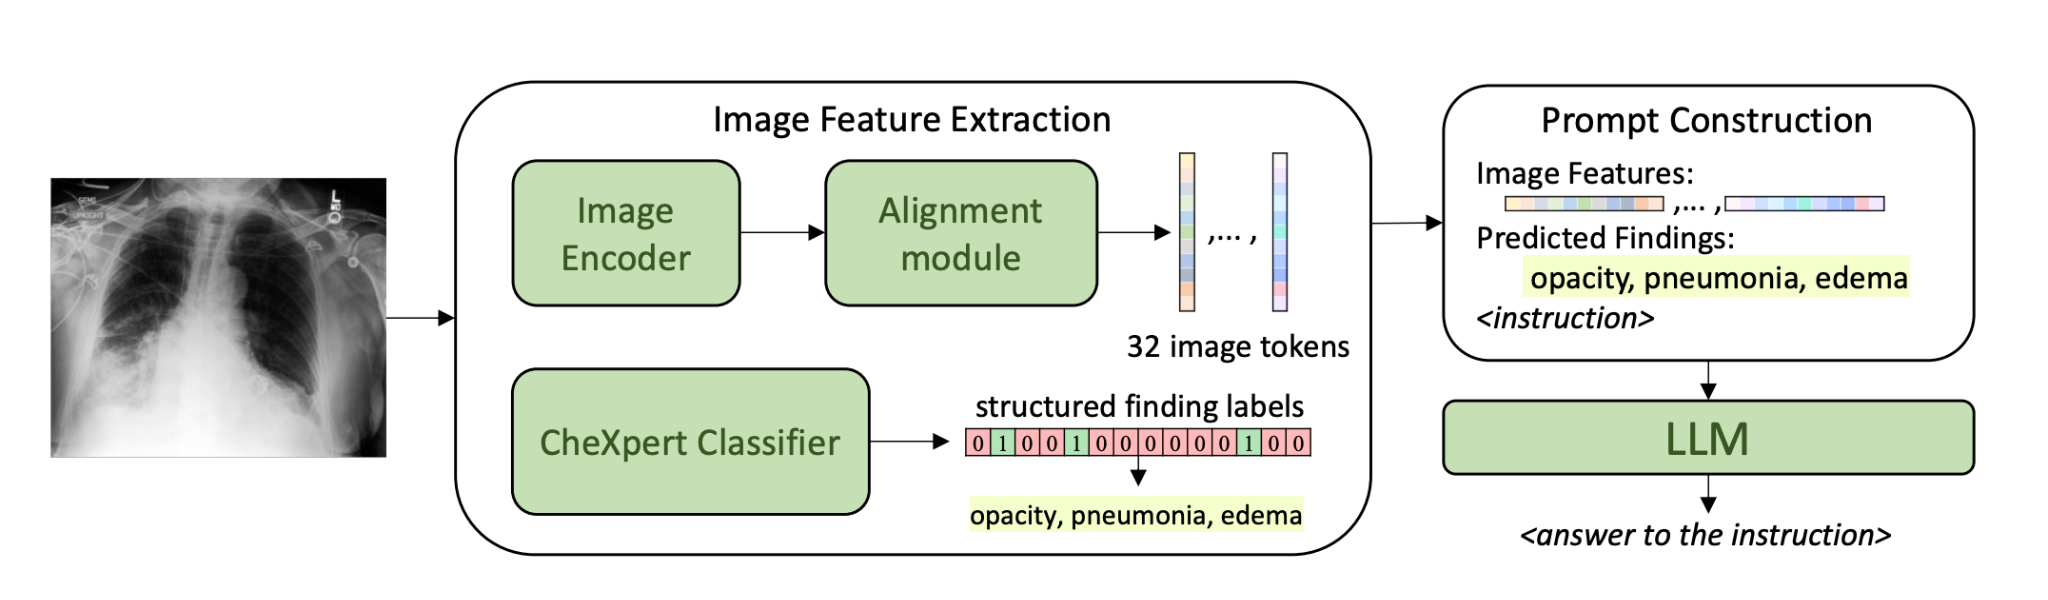 SEMI
UPRIGHT
Image Feature Extraction
Image
Encoder
Alignment
module
,... ,
32 image tokens
CheXpert Classifier
structured finding labels
0 1 0 0 1 0 0 0 0 0 0 1 0 0
opacity, pneumonia, edema
Prompt Construction
Image Features:
,... ,
Predicted Findings:
opacity, pneumonia, edema
<instruction>
LLM
<answer to the instruction>